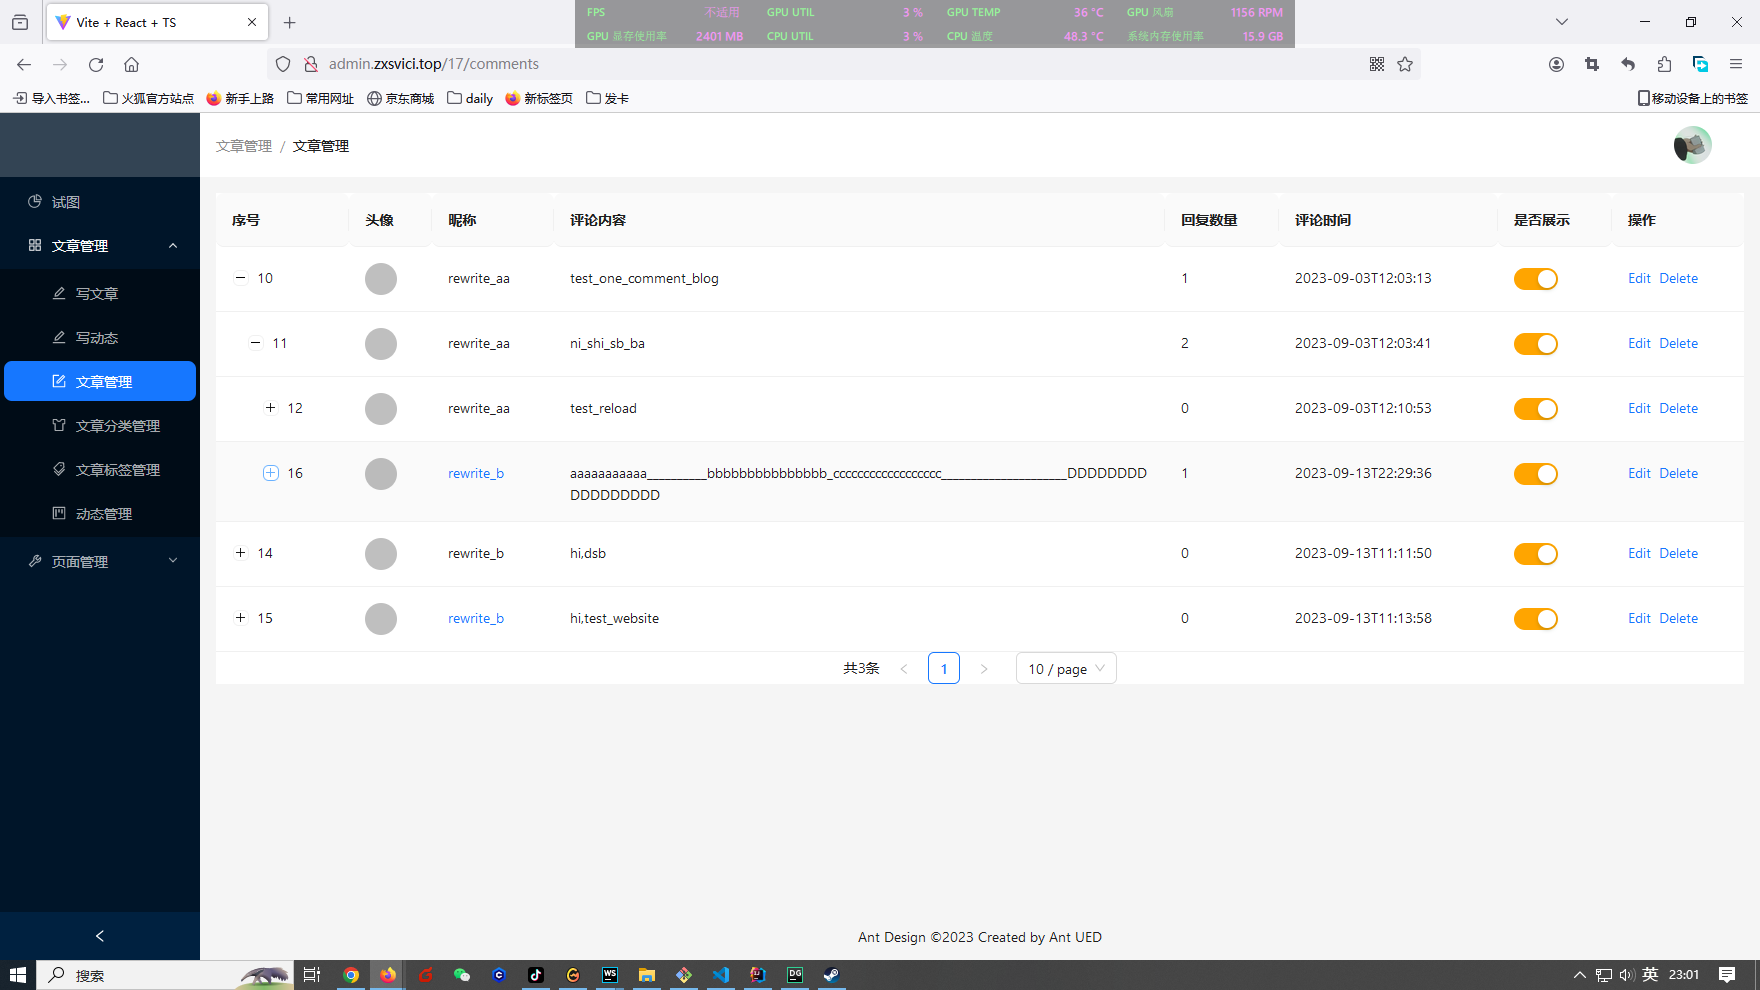 Vite + React + TS
FPS 不适用 GPU UTIL 3 % GPU TEMP 36 °C GPU 风扇 1156 RPM
GPU 显存使用率 2401 MB CPU UTIL 3 % CPU 温度 48.3 °C 系统内存使用率 15.9 GB
admin.zxsvici.top/17/comments
导入书签... 火狐官方站点 新手上路 常用网址 京东商城 daily 新标签页 发卡 移动设备上的书签
文章管理 / 文章管理
试图
文章管理
写文章
写动态
文章管理
文章分类管理
文章标签管理
动态管理
页面管理
序号 头像 昵称 评论内容 回复数量 评论时间 是否展示 操作
10 rewrite_aa test_one_comment_blog 1 2023-09-03T12:03:13 Edit Delete
11 rewrite_aa ni_shi_sb_ba 2 2023-09-03T12:03:41 Edit Delete
12 rewrite_aa test_reload 0 2023-09-03T12:10:53 Edit Delete
16 rewrite_b aaaaaaaaaaa__________bbbbbbbbbbbbbbb_cccccccccccccccccc_____________________DDDDDDDD 1 2023-09-13T22:29:36 Edit Delete
DDDDDDDDD
14 rewrite_b hi,dsb 0 2023-09-13T11:11:50 Edit Delete
15 rewrite_b hi,test_website 0 2023-09-13T11:13:58 Edit Delete
共3条 1 10 / page
Ant Design ©2023 Created by Ant UED
搜索 WS DG 英 23:01